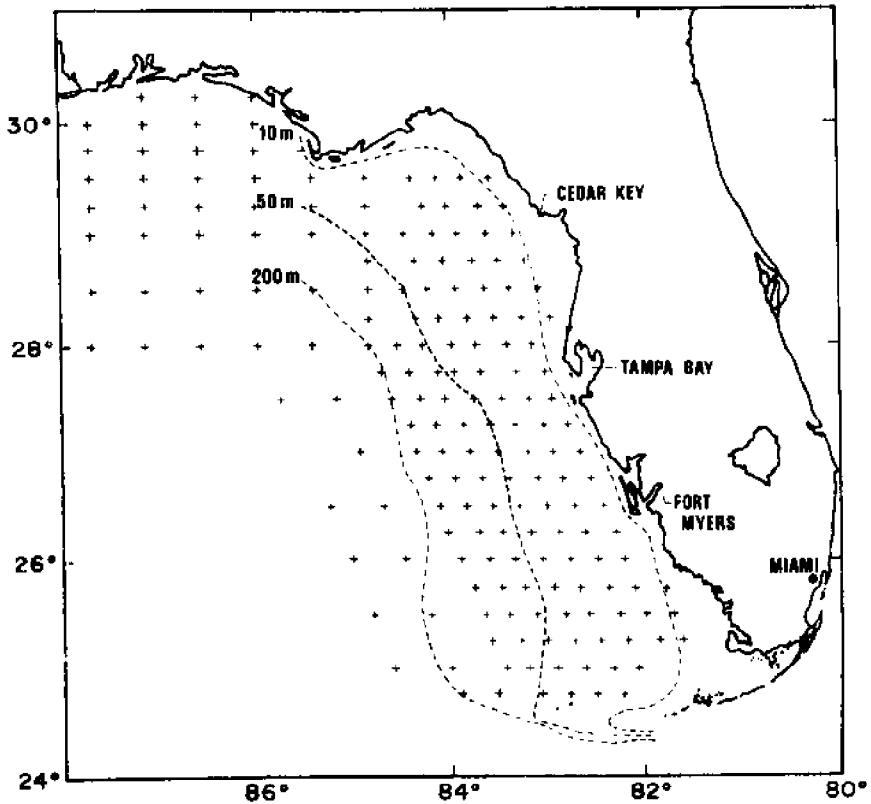 30°
10m
CEDAR KEY
50m
200m
28°
TAMPA BAY
FORT
MYERS
26°
MIAMI
24°
86°
84°
82°
80°